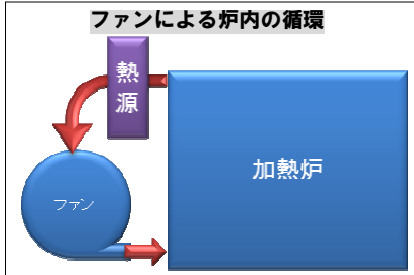 ファンによる炉内の循環
熱
源
加熱炉
ファン